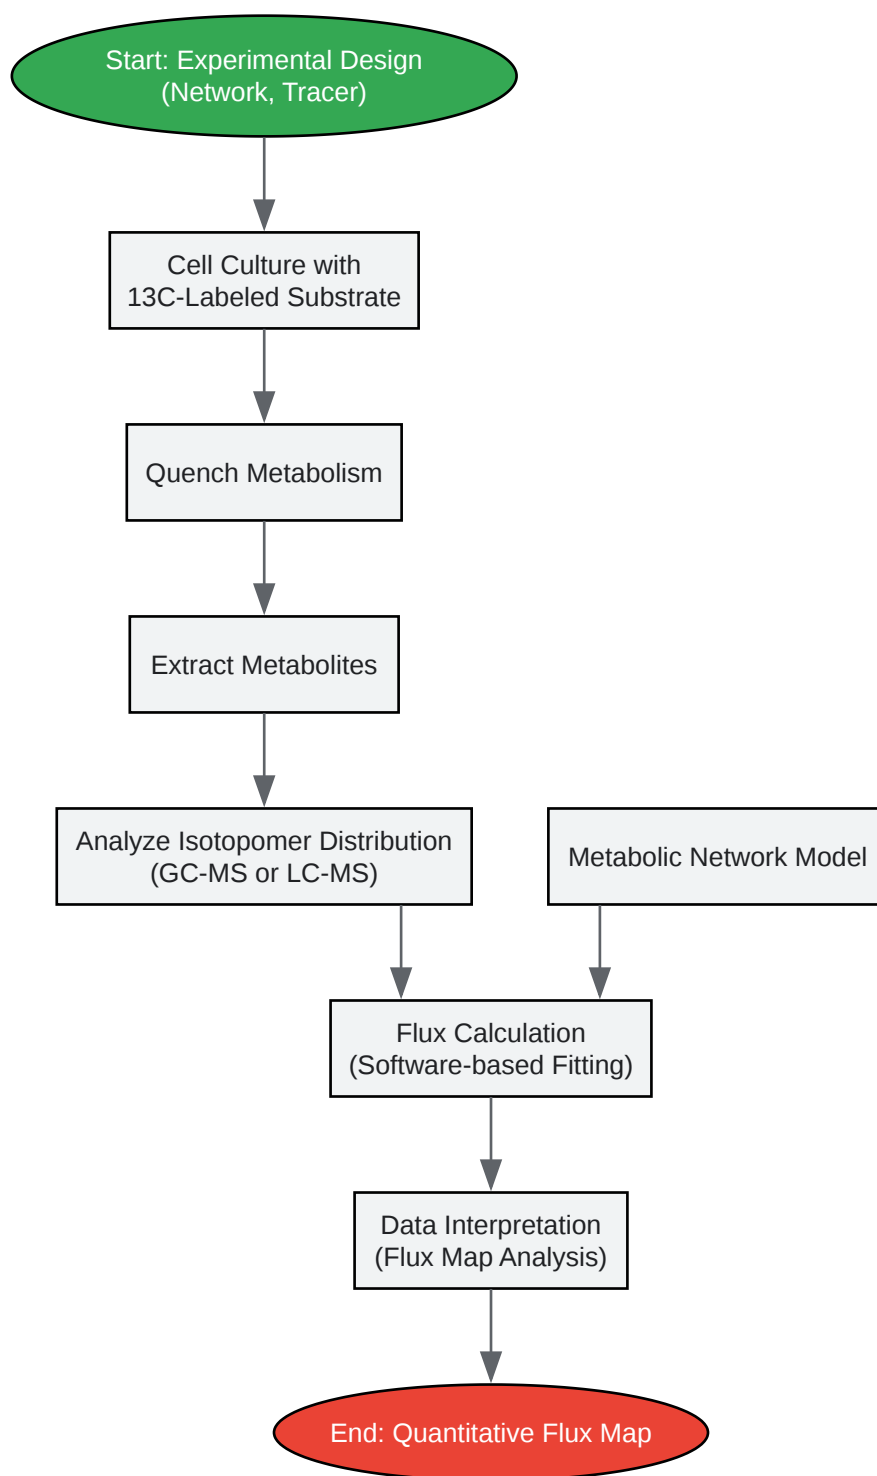 Start: Experimental Design
(Network, Tracer)
Cell Culture with
13C-Labeled Substrate
Quench Metabolism
Extract Metabolites
Analyze Isotopomer Distribution
(GC-MS or LC-MS)
Metabolic Network Model
Flux Calculation
(Software-based Fitting)
Data Interpretation
(Flux Map Analysis)
End: Quantitative Flux Map